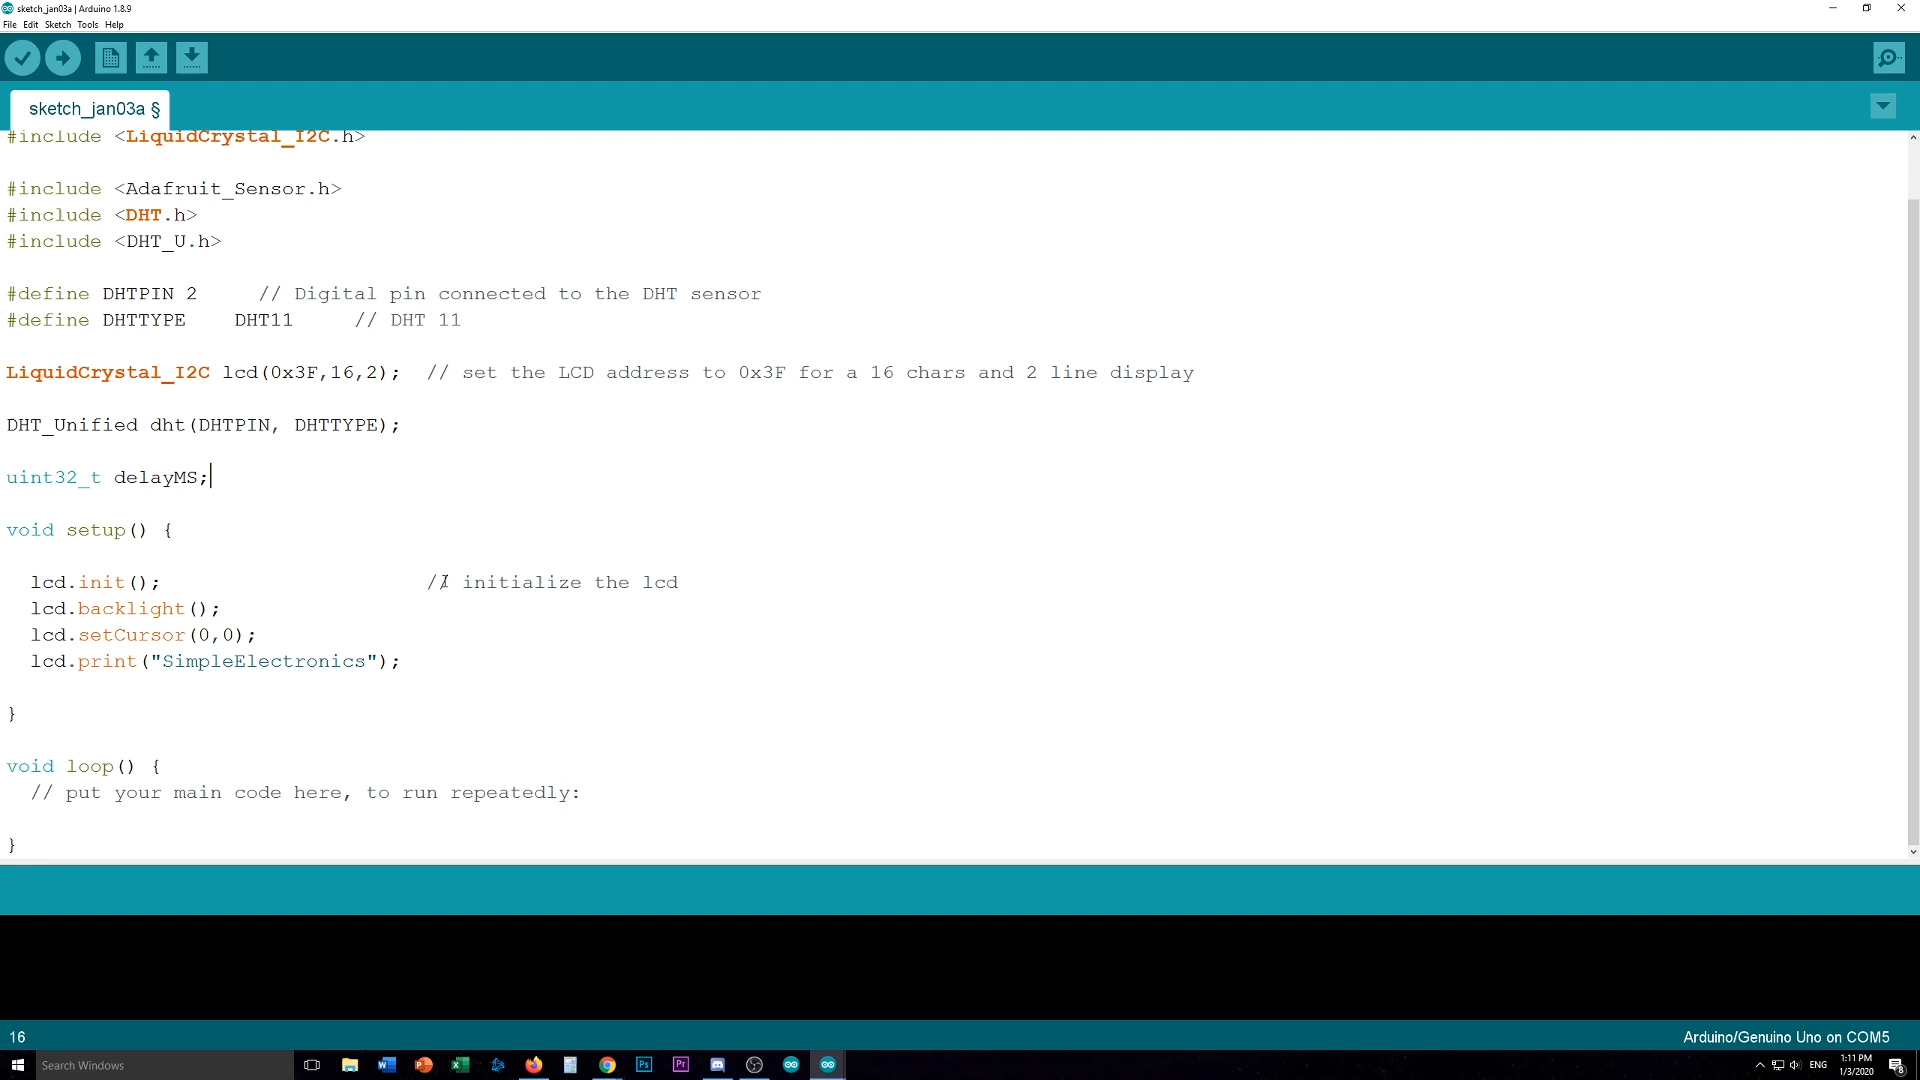 sketch_jan03a | Arduino 1.8.9
File Edit Sketch Tools Help
sketch_jan03a §
#include <LiquidCrystal_I2C.h>
#include <Adafruit_Sensor.h>
#include <DHT.h>
#include <DHT_U.h>
#define DHTPIN 2     // Digital pin connected to the DHT sensor
#define DHTTYPE    DHT11     // DHT 11
LiquidCrystal_I2C lcd(0x3F,16,2);  // set the LCD address to 0x3F for a 16 chars and 2 line display
DHT_Unified dht(DHTPIN, DHTTYPE);
uint32_t delayMS;
void setup() {
  lcd.init();                      // initialize the lcd
  lcd.backlight();
  lcd.setCursor(0,0);
  lcd.print("SimpleElectronics");
}
void loop() {
  // put your main code here, to run repeatedly:
}
16
Arduino/Genuino Uno on COM5
Search Windows
ENG
1:11 PM
1/3/2020
8